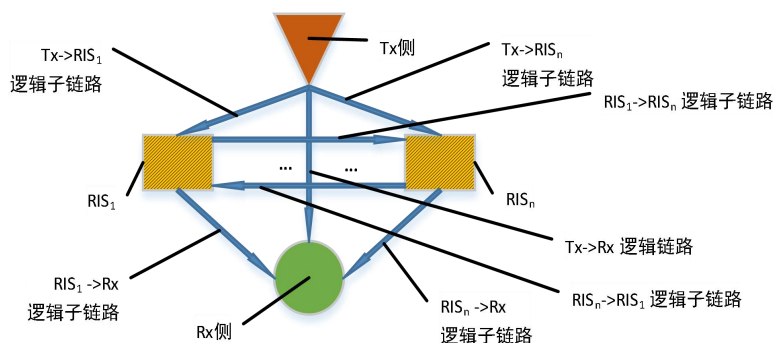 Tx侧
Tx->RIS₁
逻辑子链路
Tx->RISₙ
逻辑子链路
RIS₁->RISₙ 逻辑子链路
... ...
RIS₁
RISₙ
Tx->Rx 逻辑链路
RIS₁ ->Rx
逻辑子链路
RISₙ->RIS₁ 逻辑子链路
RISₙ ->Rx
逻辑子链路
Rx侧